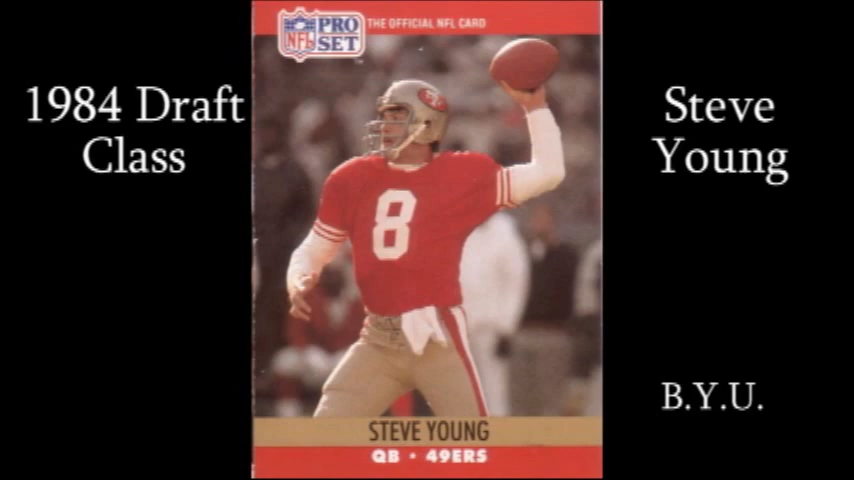 NFL PRO SET
THE OFFICIAL NFL CARD
1984 Draft
Class
Steve
Young
8
B.Y.U.
STEVE YOUNG
QB • 49ERS